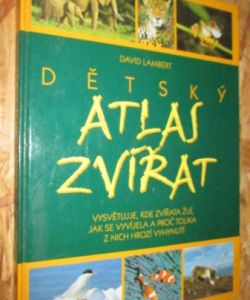 DAVID LAMBERT
DĚTSKÝ
ATLAS
ZVÍŘAT
VYSVĚTLUJE, KDE ZVÍŘATA ŽIJÍ,
JAK SE VYVÍJELA A PROČ TOLIKA
Z NICH HROZÍ VYHYNUTÍ